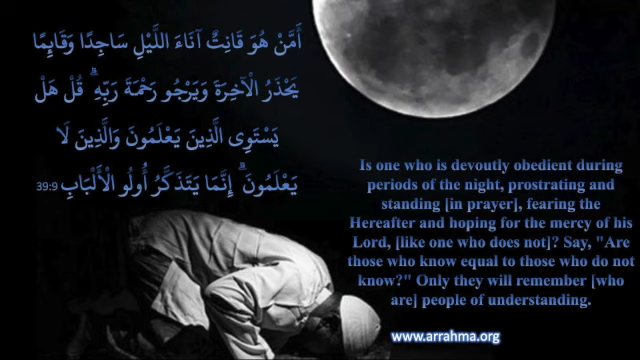 أَمَّنْ هُوَ قَانِتٌ آنَاءَ اللَّيْلِ سَاجِدًا وَقَائِمًا
يَحْذَرُ الْآخِرَةَ وَيَرْجُو رَحْمَةَ رَبِّهِ ۗ قُلْ هَلْ
يَسْتَوِي الَّذِينَ يَعْلَمُونَ وَالَّذِينَ لَا
يَعْلَمُونَ ۗ إِنَّمَا يَتَذَكَّرُ أُولُو الْأَلْبَابِ 39:9
Is one who is devoutly obedient during
periods of the night, prostrating and
standing [in prayer], fearing the
Hereafter and hoping for the mercy of his
Lord, [like one who does not]? Say, "Are
those who know equal to those who do not
know?" Only they will remember [who
are] people of understanding.
www.arrahma.org